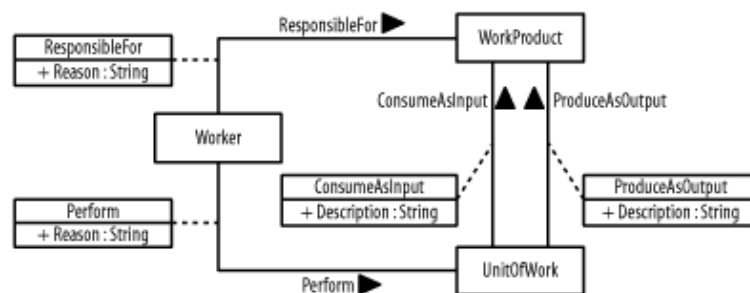 ResponsibleFor
WorkProduct
ResponsibleFor
+ Reason : String
ConsumeAsInput
ProduceAsOutput
Worker
ConsumeAsInput
+ Description : String
ProduceAsOutput
+ Description : String
Perform
+ Reason : String
UnitOfWork
Perform